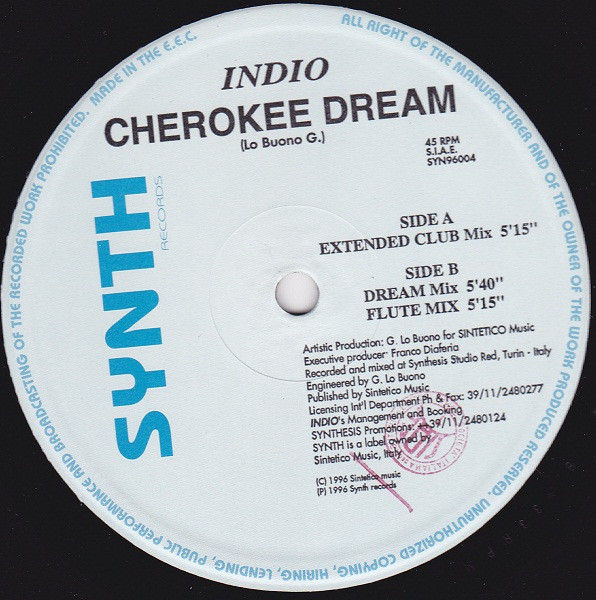 INDIO
CHEROKEE DREAM
(Lo Buono G.)
45 RPM
S.I.A.E.
SYN96004
SYNTH
RECORDS
SIDE A
EXTENDED CLUB Mix 5'15"
SIDE B
DREAM Mix 5'40"
FLUTE MIX 5'15"
Artistic Production: G. Lo Buono for SINTETICO Music
Executive producer Franco Diaferia
Recorded and mixed at Synthesis Studio Red, Turin - Italy
Engineered by G. Lo Buono
Published by Sintetico Music
Licensing Int'l Department Ph & Fax: 39/11/2480277
INDIO's Management and Booking
SYNTHESIS Promotions: ++39/11/2480124
SYNTH is a label owned by
Sintetico Music, Italy
(C) 1996 Sintetico music
(P) 1996 Synth records
ALL RIGHT OF THE MANUFACTURER AND OF THE OWNER OF THE WORK PRODUCED RESERVED. UNAUTHORIZED COPYING, HIRING, LENDING, PUBLIC PERFORMANCE AND BROADCASTING OF THE RECORDED WORK PROHIBITED. MADE IN THE E.E.C.